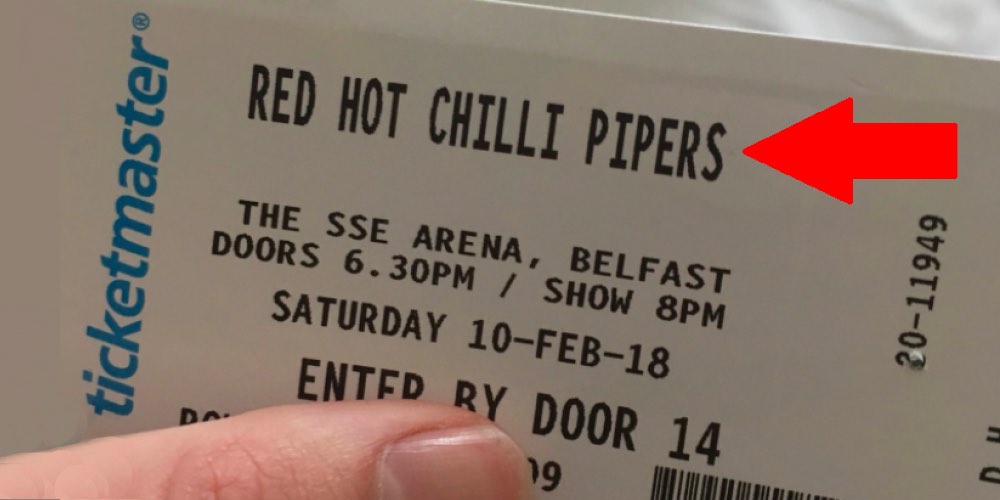 ticketmaster®
RED HOT CHILLI PIPERS
THE SSE ARENA, BELFAST
DOORS 6.30PM / SHOW 8PM
SATURDAY 10-FEB-18
ENTER BY DOOR 14
20-11949